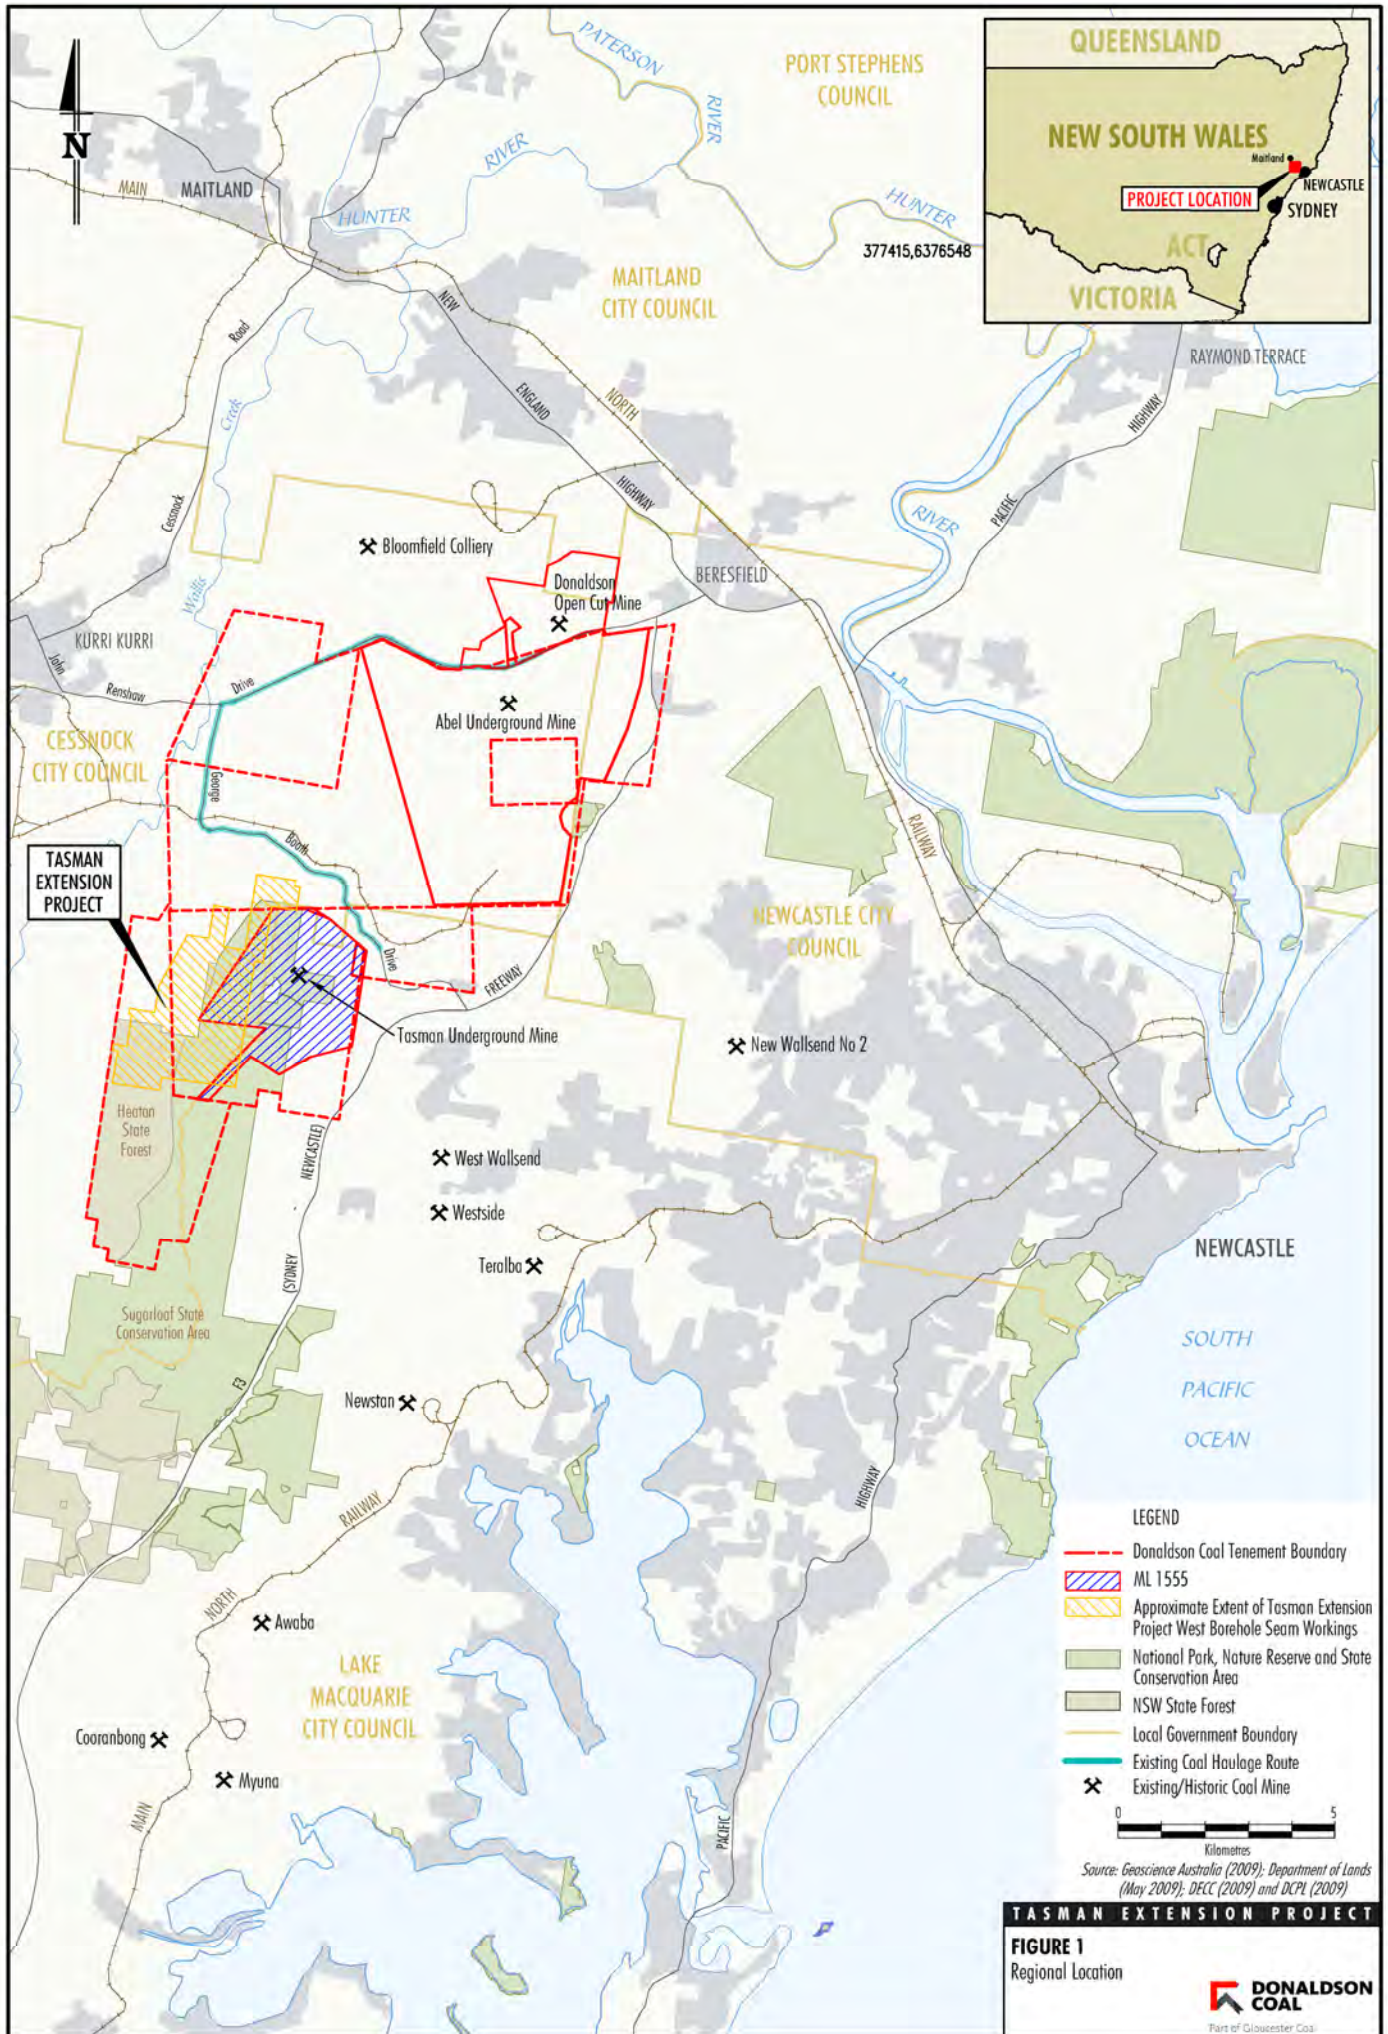 PATERSON
RIVER
PORT STEPHENS
COUNCIL
QUEENSLAND
NEW SOUTH WALES
Maitland
NEWCASTLE
PROJECT LOCATION
SYDNEY
ACT
VICTORIA
N
MAIN
MAITLAND
HUNTER
RIVER
HUNTER
377415,6376548
MAITLAND
CITY COUNCIL
NEW
ENGLAND
HIGHWAY
NORTH
RAYMOND TERRACE
Road
Creek
Cessnock
Wallis
HIGHWAY
PACIFIC
RIVER
Bloomfield Colliery
Donaldson
Open Cut Mine
BERESFIELD
KURRI KURRI
John
Renshaw
Drive
Abel Underground Mine
CESSNOCK
CITY COUNCIL
George
Booth
Drive
RAILWAY
TASMAN
EXTENSION
PROJECT
NEWCASTLE CITY
COUNCIL
FREEWAY
Tasman Underground Mine
New Wallsend No 2
Heaton
State
Forest
NEWCASTLE)
-
(SYDNEY
F3
West Wallsend
Westside
Teralba
NEWCASTLE
Sugarloaf State
Conservation Area
SOUTH
PACIFIC
OCEAN
Newstan
HIGHWAY
RAILWAY
NORTH
MAIN
Awaba
LAKE
MACQUARIE
CITY COUNCIL
Cooranbong
Myuna
PACIFIC
LEGEND
Donaldson Coal Tenement Boundary
ML 1555
Approximate Extent of Tasman Extension
Project West Borehole Seam Workings
National Park, Nature Reserve and State
Conservation Area
NSW State Forest
Local Government Boundary
Existing Coal Haulage Route
Existing/Historic Coal Mine
0 5
Kilometres
Source: Geoscience Australia (2009); Department of Lands
(May 2009); DECC (2009) and DCPL (2009)
TASMAN EXTENSION PROJECT
FIGURE 1
Regional Location
DONALDSON
COAL
Part of Gloucester Coal